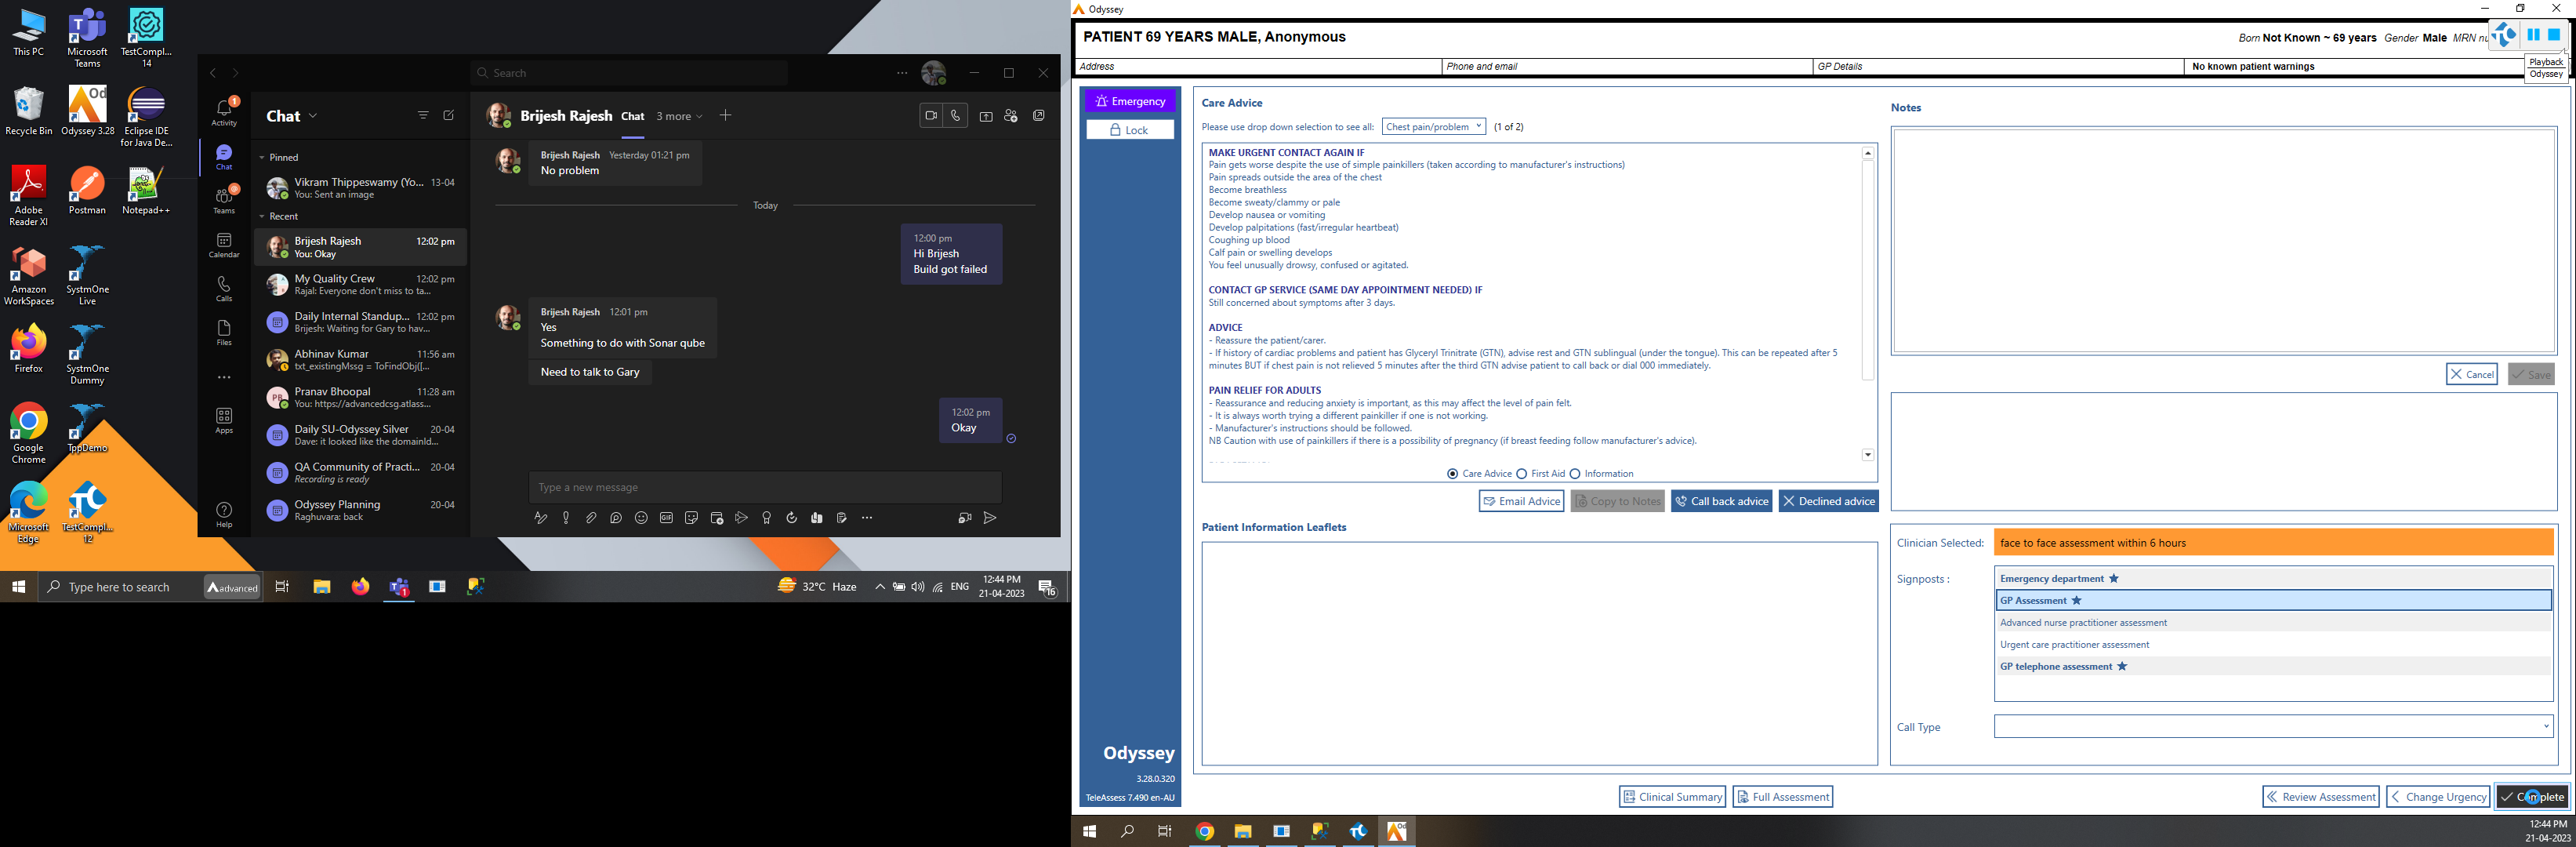 This PC
Microsoft
Teams
TestCompl...
14
Recycle Bin
Odyssey 3.28
Eclipse IDE
for Java De...
Adobe
Reader XI
Postman
Notepad++
Amazon
WorkSpaces
SystmOne
Live
Firefox
SystmOne
Dummy
Google
Chrome
TppDemo
Microsoft
Edge
TestCompl...
12
Search
Activity
Chat
Teams
Calendar
Calls
Files
Apps
Help
Chat
Pinned
Vikram Thippeswamy (Yo...
13-04
You: Sent an image
Recent
Brijesh Rajesh
12:02 pm
You: Okay
My Quality Crew
12:02 pm
Rajal: Everyone don't miss to ta...
Daily Internal Standup...
12:02 pm
Brijesh: Waiting for Gary to hav...
Abhinav Kumar
11:56 am
txt_existingMssg = ToFindObj([...
PB
Pranav Bhoopal
11:28 am
You: https://advancedcsg.atlass...
Daily SU-Odyssey Silver
20-04
Dave: it looked like the domainId...
QA Community of Practi...
20-04
Recording is ready
Odyssey Planning
20-04
Raghuvara: back
Brijesh Rajesh
Chat
3 more
Brijesh Rajesh Yesterday 01:21 pm
No problem
Today
12:00 pm
Hi Brijesh
Build got failed
Brijesh Rajesh 12:01 pm
Yes
Something to do with Sonar qube
Need to talk to Gary
12:02 pm
Okay
Type a new message
GIF
Type here to search
advanced
1
32°C Haze
ENG
12:44 PM
21-04-2023
16
Odyssey
PATIENT 69 YEARS MALE, Anonymous
Born Not Known ~ 69 years Gender Male MRN nu
Playback
Odyssey
Address
Phone and email
GP Details
No known patient warnings
Emergency
Lock
Odyssey
3.28.0.320
TeleAssess 7.490 en-AU
Care Advice
Please use drop down selection to see all:
Chest pain/problem
(1 of 2)
MAKE URGENT CONTACT AGAIN IF
Pain gets worse despite the use of simple painkillers (taken according to manufacturer's instructions)
Pain spreads outside the area of the chest
Become breathless
Become sweaty/clammy or pale
Develop nausea or vomiting
Develop palpitations (fast/irregular heartbeat)
Coughing up blood
Calf pain or swelling develops
You feel unusually drowsy, confused or agitated.
CONTACT GP SERVICE (SAME DAY APPOINTMENT NEEDED) IF
Still concerned about symptoms after 3 days.
ADVICE
- Reassure the patient/carer.
- If history of cardiac problems and patient has Glyceryl Trinitrate (GTN), advise rest and GTN sublingual (under the tongue). This can be repeated after 5
minutes BUT if chest pain is not relieved 5 minutes after the third GTN advise patient to call back or dial 000 immediately.
PAIN RELIEF FOR ADULTS
- Reassurance and reducing anxiety is important, as this may affect the level of pain felt.
- It is always worth trying a different painkiller if one is not working.
- Manufacturer's instructions should be followed.
NB Caution with use of painkillers if there is a possibility of pregnancy (if breast feeding follow manufacturer's advice).
Care Advice
First Aid
Information
Email Advice
Copy to Notes
Call back advice
Declined advice
Patient Information Leaflets
Notes
Cancel
Save
Clinician Selected:
face to face assessment within 6 hours
Signposts :
Emergency department
GP Assessment
Advanced nurse practitioner assessment
Urgent care practitioner assessment
GP telephone assessment
Call Type
Clinical Summary
Full Assessment
Review Assessment
Change Urgency
Complete
12:44 PM
21-04-2023